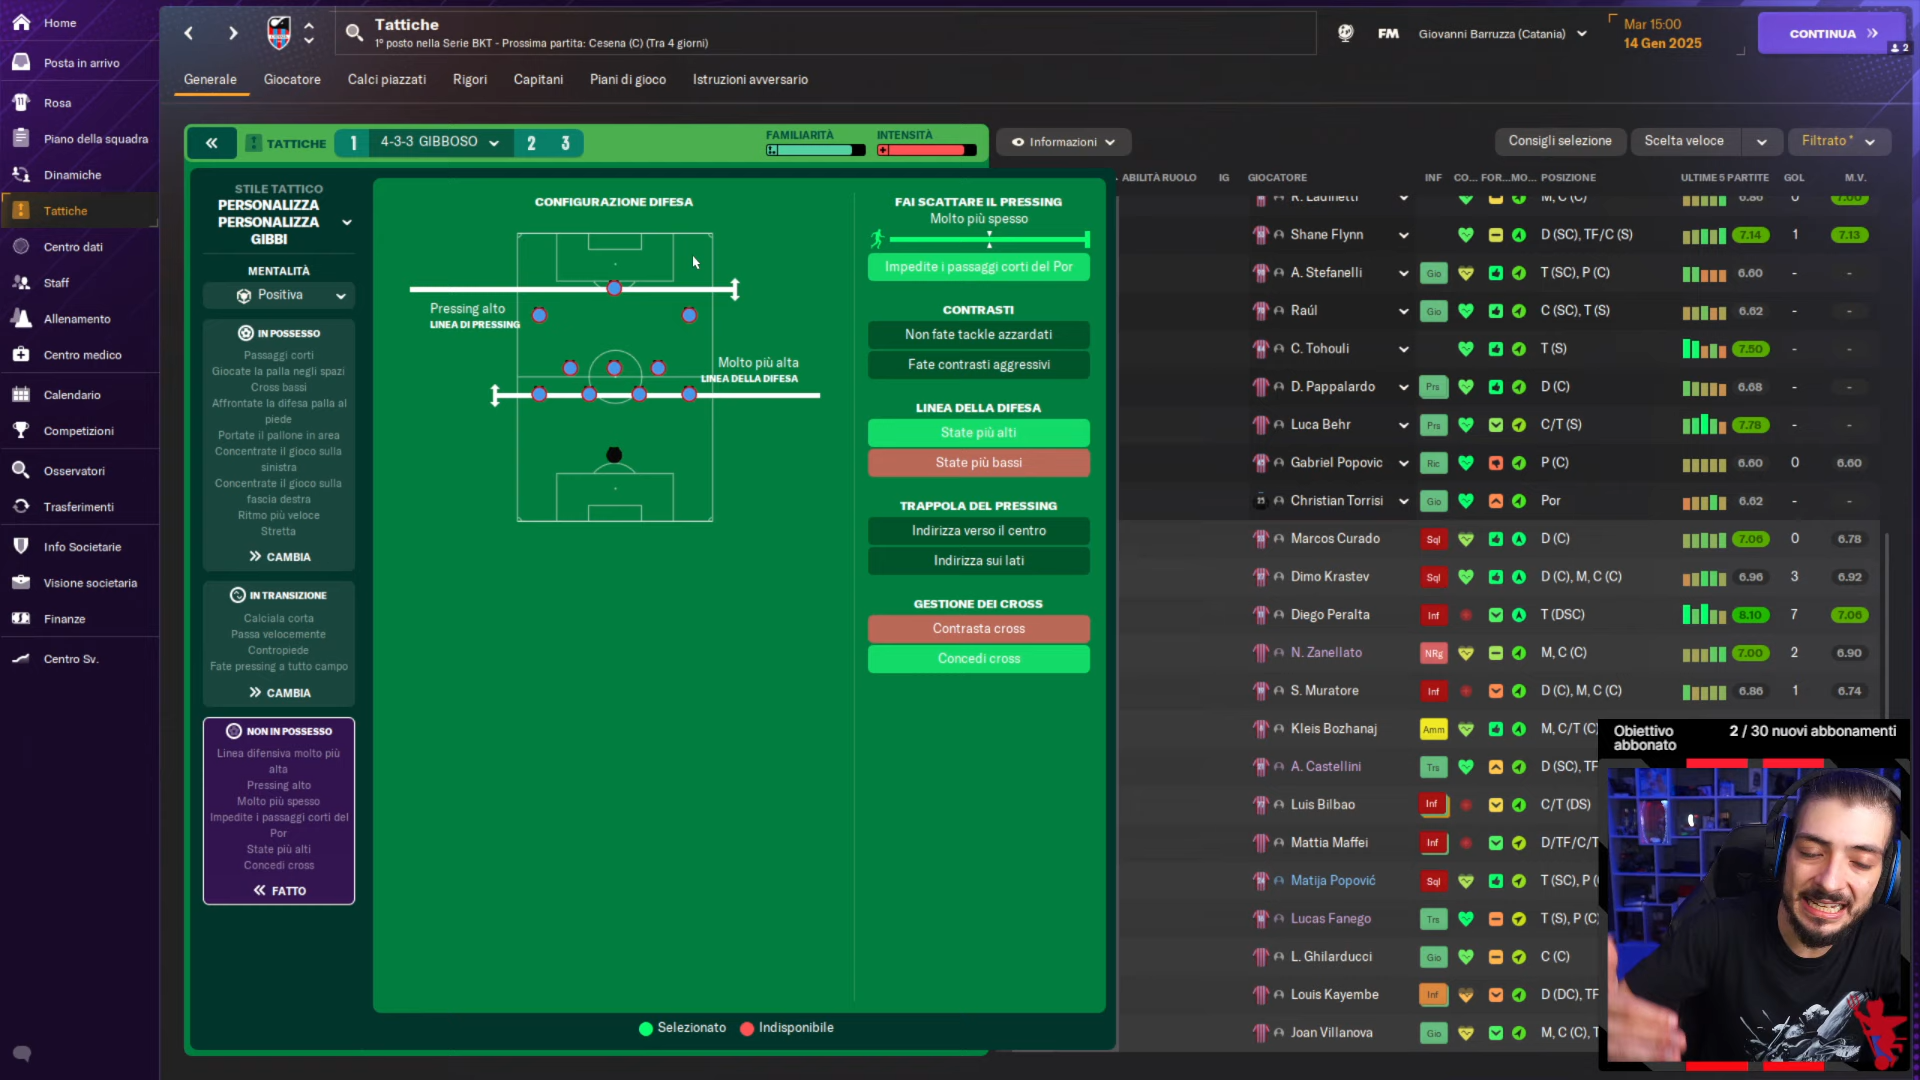 Home
Posta in arrivo
Rosa
Piano della squadra
Dinamiche
Tattiche
Centro dati
Staff
Allenamento
Centro medico
Calendario
Competizioni
Osservatori
Trasferimenti
Info Societarie
Visione societaria
Finanze
Centro Sv.
Tattiche
1° posto nella Serie BKT - Prossima partita: Cesena (C) (Tra 4 giorni)
FM
Giovanni Barruzza (Catania)
Mar 15:00
14 Gen 2025
CONTINUA
2
Generale
Giocatore
Calci piazzati
Rigori
Capitani
Piani di gioco
Istruzioni avversario
TATTICHE
1
4-3-3 GIBBOSO
2
3
FAMILIARITÀ
INTENSITÀ
Informazioni
Consigli selezione
Scelta veloce
Filtrato*
STILE TATTICO
PERSONALIZZA
PERSONALIZZA
GIBBI
MENTALITÀ
Positiva
IN POSSESSO
Passaggi corti
Giocate la palla negli spazi
Cross bassi
Affrontate la difesa palla al
piede
Portate il pallone in area
Concentrate il gioco sulla
sinistra
Concentrate il gioco sulla
fascia destra
Ritmo più veloce
Stretta
CAMBIA
IN TRANSIZIONE
Calciala corta
Passa velocemente
Contropiede
Fate pressing a tutto campo
CAMBIA
NON IN POSSESSO
Linea difensiva molto più
alta
Pressing alto
Molto più spesso
Impedite i passaggi corti del
Por
State più alti
Concedi cross
FATTO
CONFIGURAZIONE DIFESA
Pressing alto
LINEA DI PRESSING
Molto più alta
LINEA DELLA DIFESA
FAI SCATTARE IL PRESSING
Molto più spesso
Impedite i passaggi corti del Por
CONTRASTI
Non fate tackle azzardati
Fate contrasti aggressivi
LINEA DELLA DIFESA
State più alti
State più bassi
TRAPPOLA DEL PRESSING
Indirizza verso il centro
Indirizza sui lati
GESTIONE DEI CROSS
Contrasta cross
Concedi cross
Selezionato
Indisponibile
ABILITÀ RUOLO IG GIOCATORE INF CO... FOR... MO... POSIZIONE ULTIME 5 PARTITE GOL M.V.
R. Ladinetti M, C (C) 6.86 0 7.00
Shane Flynn D (SC), TF/C (S) 7.14 1 7.13
A. Stefanelli Gio T (SC), P (C) 6.60 - -
Raúl Gio C (SC), T (S) 6.62 - -
C. Tohouli T (S) 7.50 - -
D. Pappalardo Prs D (C) 6.68 - -
Luca Behr Prs C/T (S) 7.78 - -
Gabriel Popovic Ric P (C) 6.60 0 6.60
Christian Torrisi Gio Por 6.62 - -
Marcos Curado Sql D (C) 7.06 0 6.78
Dimo Krastev Sql D (C), M, C (C) 6.96 3 6.92
Diego Peralta Inf T (DSC) 8.10 7 7.06
N. Zanellato NRg M, C (C) 7.00 2 6.90
S. Muratore Inf D (C), M, C (C) 6.86 1 6.74
Kleis Bozhanaj Amm M, C/T (C)
A. Castellini Trs D (SC), TF
Luis Bilbao Inf C/T (DS)
Mattia Maffei Inf D/TF/C/T
Matija Popović Sql T (SC), P (
Lucas Fanego Trs T (S), P (C)
L. Ghilarducci Gio C (C)
Louis Kayembe Inf D (DC), TF
Joan Villanova Gio M, C (C), T
Obiettivo
abbonato
2 / 30 nuovi abbonamenti